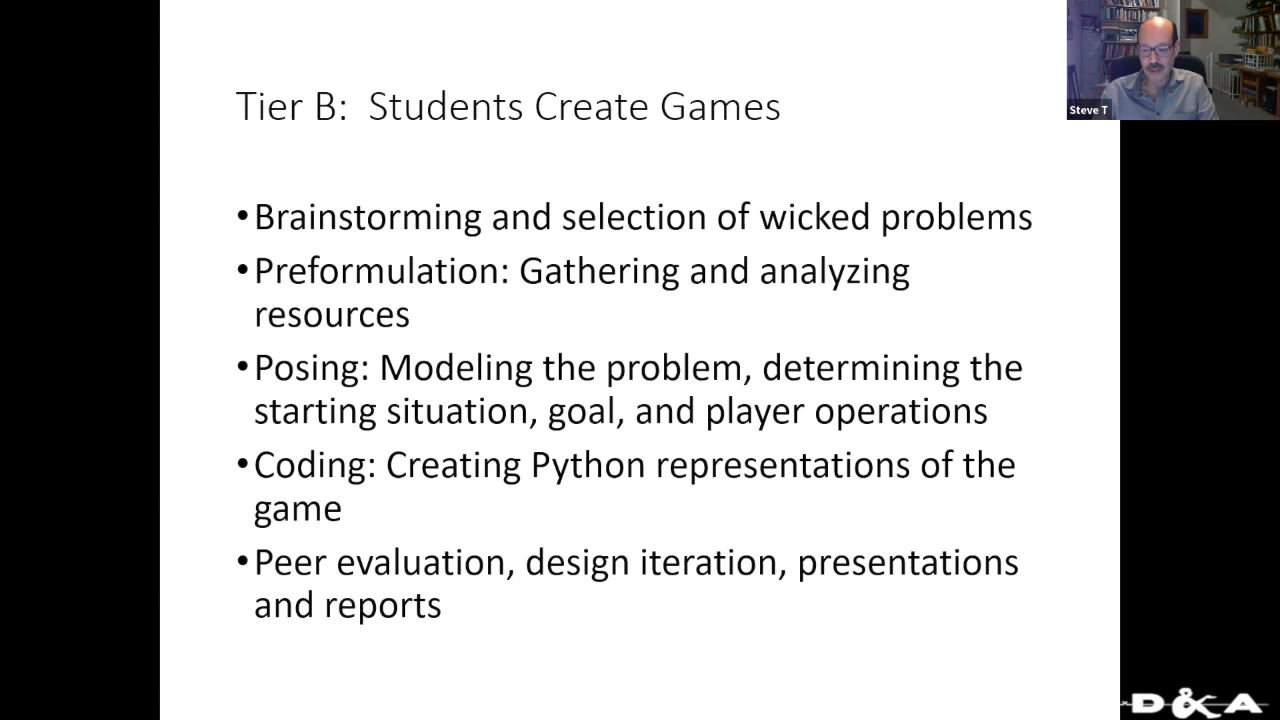 Steve T
Tier B: Students Create Games
•Brainstorming and selection of wicked problems
•Preformulation: Gathering and analyzing
resources
•Posing: Modeling the problem, determining the
starting situation, goal, and player operations
•Coding: Creating Python representations of the
game
•Peer evaluation, design iteration, presentations
and reports
D&A